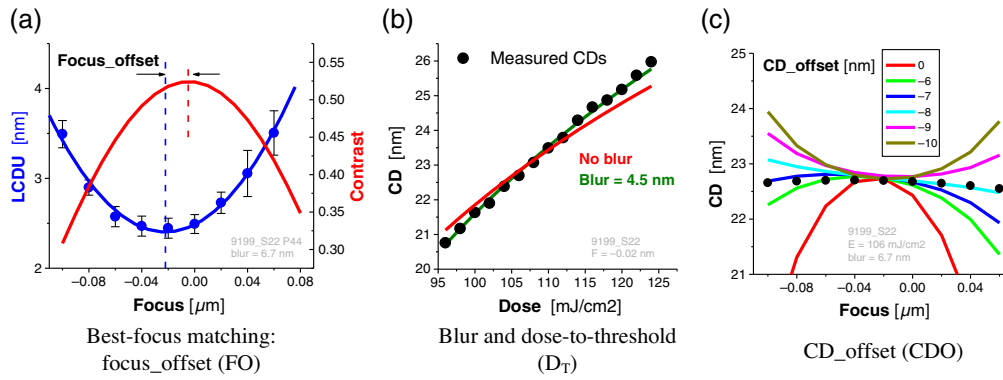 (a)
Focus_offset
4
3
2
LCDU [nm]
0.55
0.50
0.45
0.40
0.35
0.30
Contrast
9199_S22 P44
blur = 6.7 nm
−0.08
−0.04
0.00
0.04
0.08
Focus [µm]
Best-focus matching:
focus_offset (FO)
(b)
Measured CDs
27
26
25
24
23
22
21
20
CD [nm]
No blur
Blur = 4.5 nm
9199_S22
F = −0.02 nm
95 100 105 110 115 120 125
Dose [mJ/cm2]
Blur and dose-to-threshold
(DT)
(c)
CD_offset [nm]
0
−6
−7
−8
−9
−10
25
24
23
22
21
CD [nm]
9199_S22
E = 106 mJ/cm2
blur = 6.7 nm
−0.08
−0.04
0.00
0.04
Focus [µm]
CD_offset (CDO)